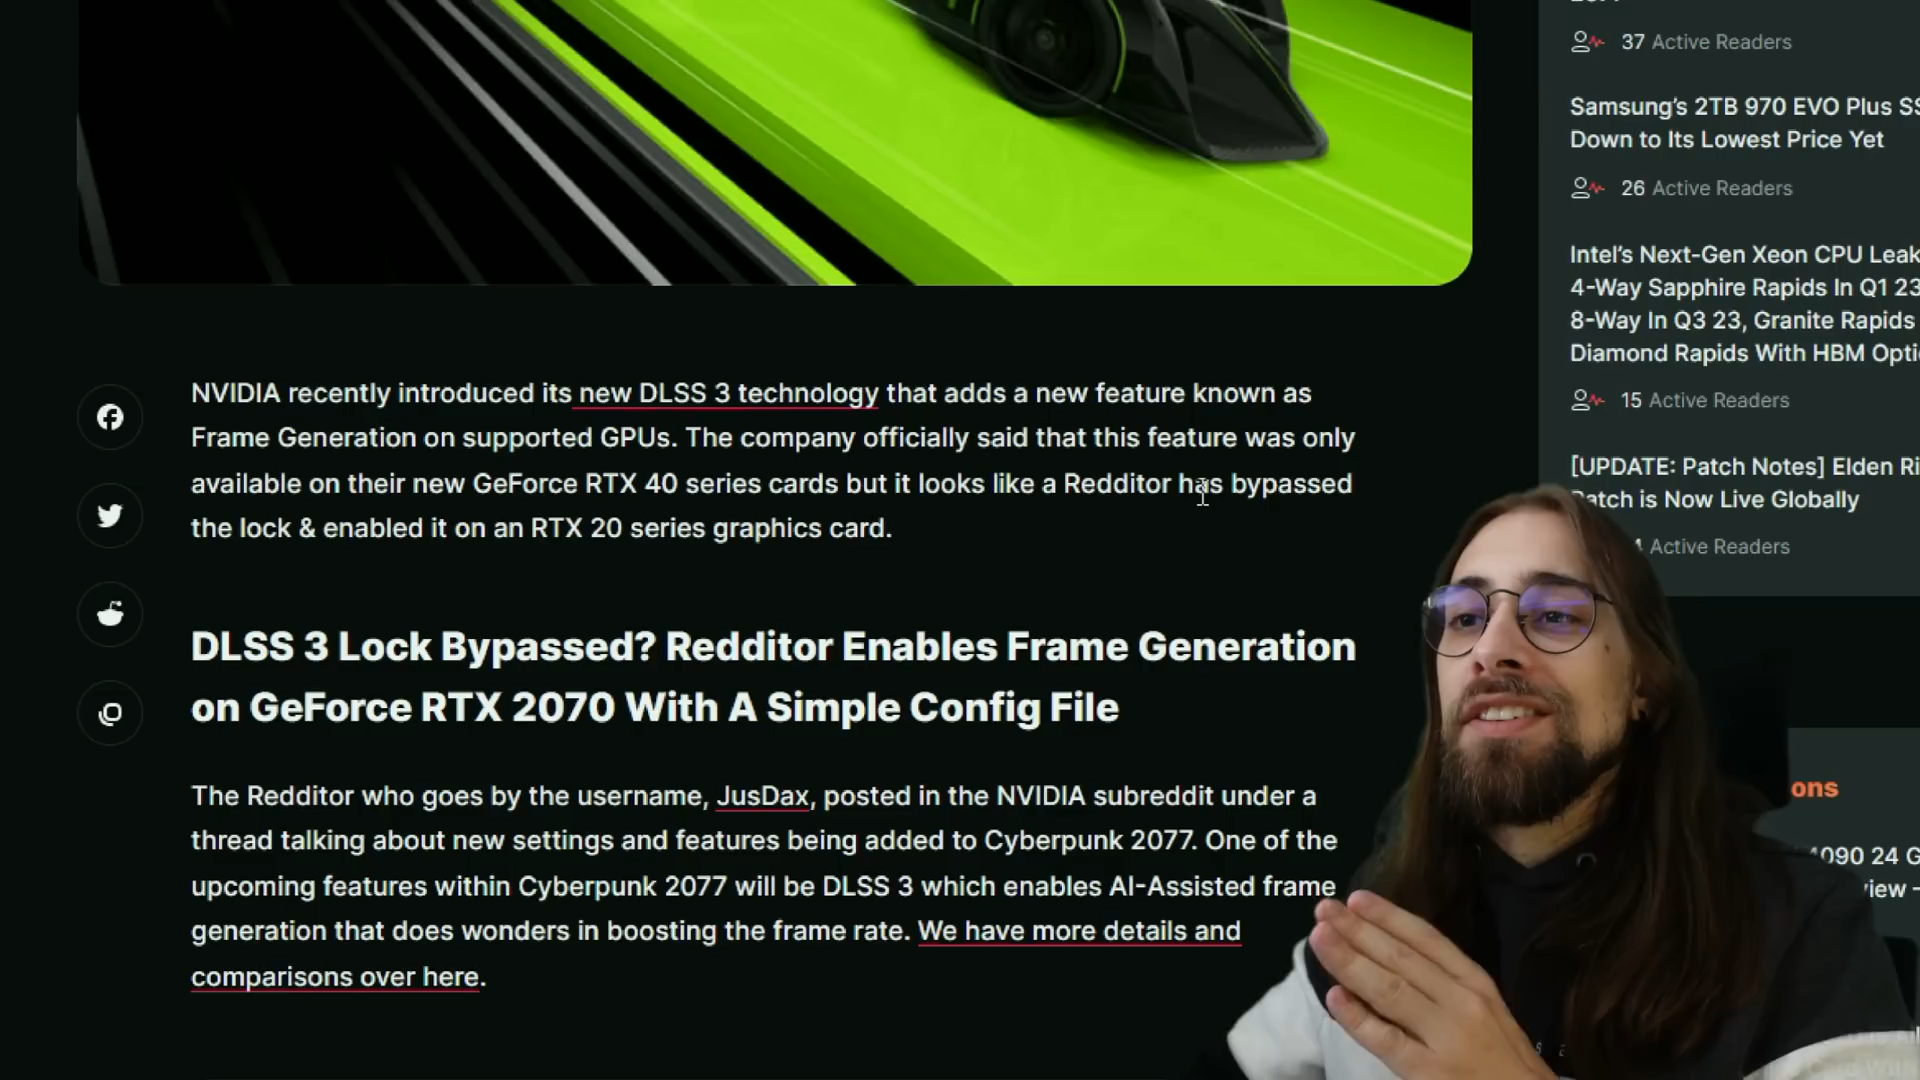 NVIDIA recently introduced its new DLSS 3 technology that adds a new feature known as
Frame Generation on supported GPUs. The company officially said that this feature was only
available on their new GeForce RTX 40 series cards but it looks like a Redditor has bypassed
the lock & enabled it on an RTX 20 series graphics card.
DLSS 3 Lock Bypassed? Redditor Enables Frame Generation
on GeForce RTX 2070 With A Simple Config File
The Redditor who goes by the username, JusDax, posted in the NVIDIA subreddit under a
thread talking about new settings and features being added to Cyberpunk 2077. One of the
upcoming features within Cyberpunk 2077 will be DLSS 3 which enables AI-Assisted frame
generation that does wonders in boosting the frame rate. We have more details and
comparisons over here.
37 Active Readers
Samsung's 2TB 970 EVO Plus SS
Down to Its Lowest Price Yet
26 Active Readers
Intel's Next-Gen Xeon CPU Leak
4-Way Sapphire Rapids In Q1 23
8-Way In Q3 23, Granite Rapids
Diamond Rapids With HBM Opti
15 Active Readers
[UPDATE: Patch Notes] Elden Ri
Patch is Now Live Globally
Active Readers
ons
4090 24 G
view -